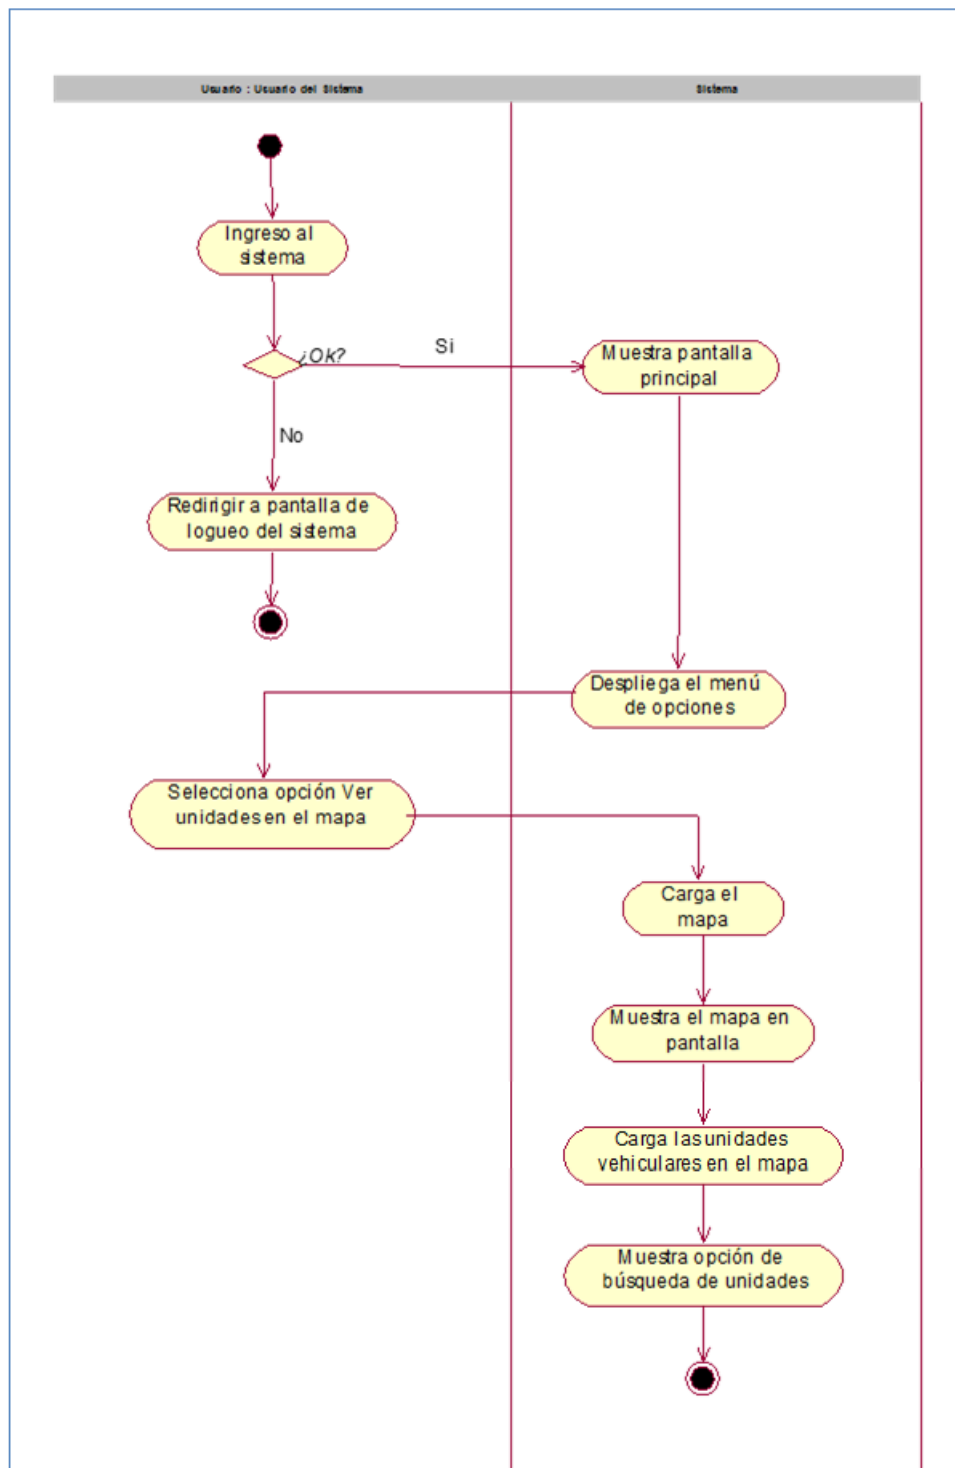 Usuario : Usuario del Sistema
Sistema
Ingreso al
sistema
¿Ok?
Si
Muestra pantalla
principal
No
Redirigir a pantalla de
logueo del sistema
Despliega el menú
de opciones
Selecciona opción Ver
unidades en el mapa
Carga el
mapa
Muestra el mapa en
pantalla
Carga las unidades
vehiculares en el mapa
Muestra opción de
búsqueda de unidades